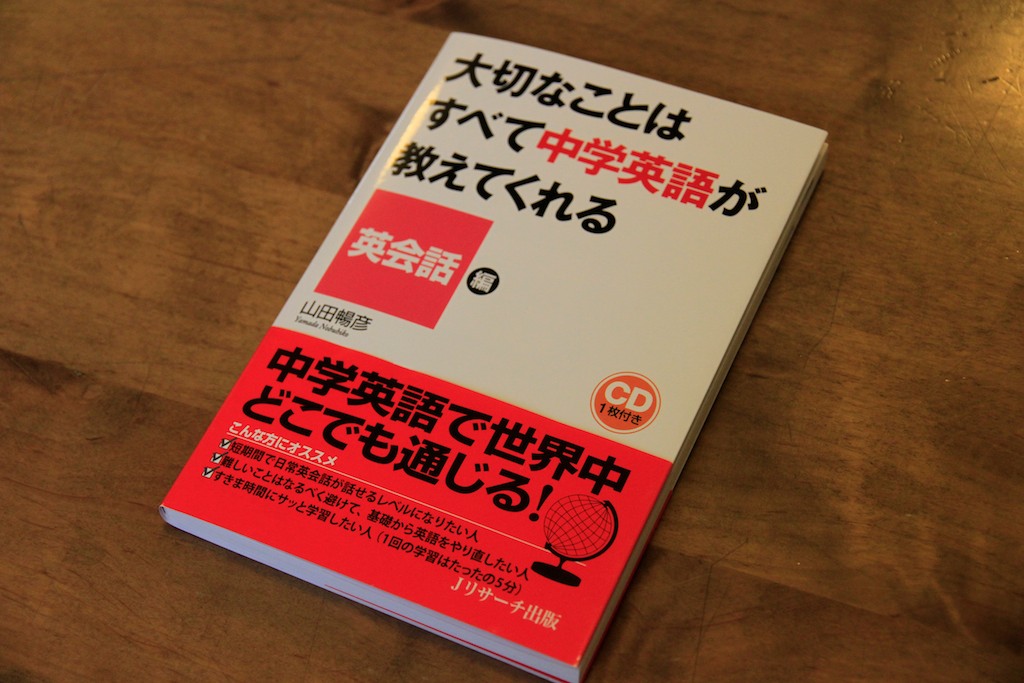 大切なことは
すべて中学英語が
教えてくれる
英会話
編
山田暢彦
Yamada Nobuhiko
CD
1枚付き
中学英語で世界中
どこでも通じる!
こんな方にオススメ
短期間で日常英会話が話せるレベルになりたい人
難しいことはなるべく避けて、基礎から英語をやり直したい人
すきま時間にサッと学習したい人(1回の学習はたったの5分)
Jリサーチ出版